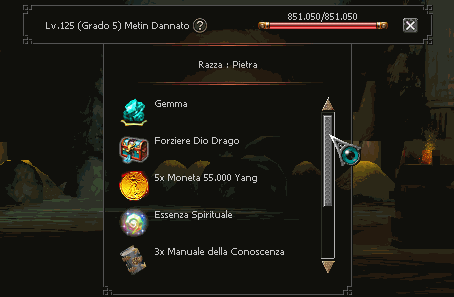 851.050/851.050
Lv.125 (Grado 5) Metin Dannato ?
Razza : Pietra
Gemma
Forziere Dio Drago
5x Moneta 55.000 Yang
Essenza Spirituale
3x Manuale della Conoscenza